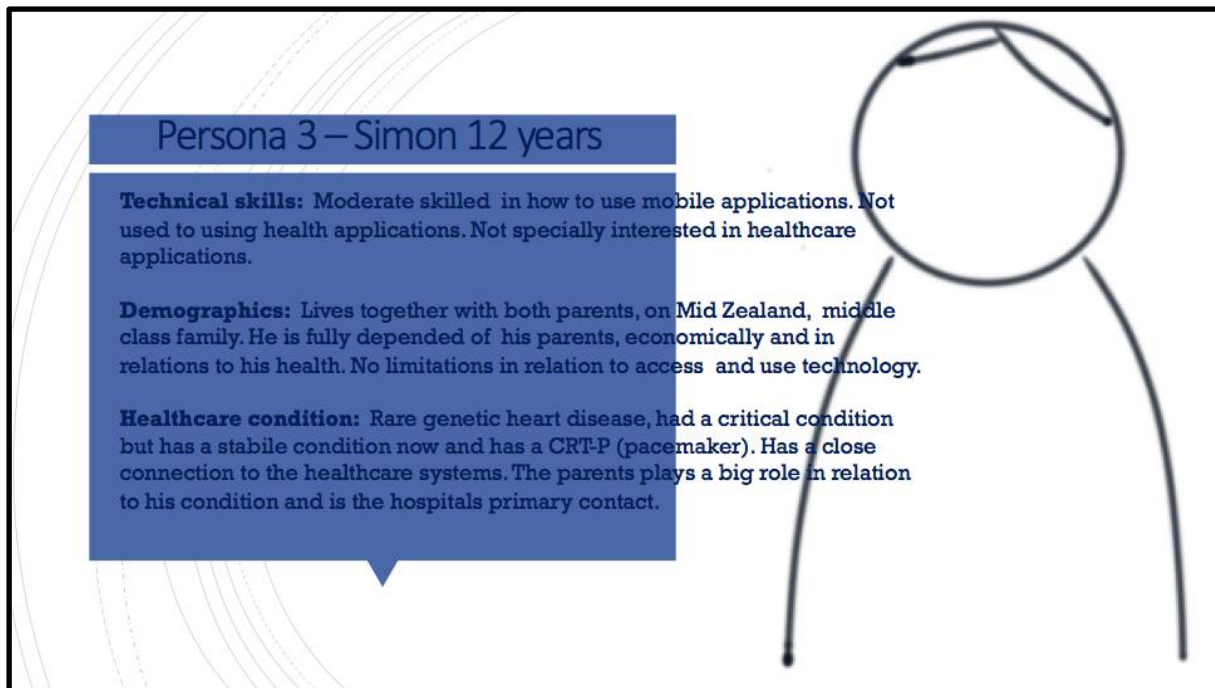 Persona 3 – Simon 12 years
Technical skills: Moderate skilled in how to use mobile applications. Not
used to using health applications. Not specially interested in healthcare
applications.
Demographics: Lives together with both parents, on Mid Zealand, middle
class family. He is fully depended of his parents, economically and in
relations to his health. No limitations in relation to access and use technology.
Healthcare condition: Rare genetic heart disease, had a critical condition
but has a stabile condition now and has a CRT-P (pacemaker). Has a close
connection to the healthcare systems. The parents plays a big role in relation
to his condition and is the hospitals primary contact.